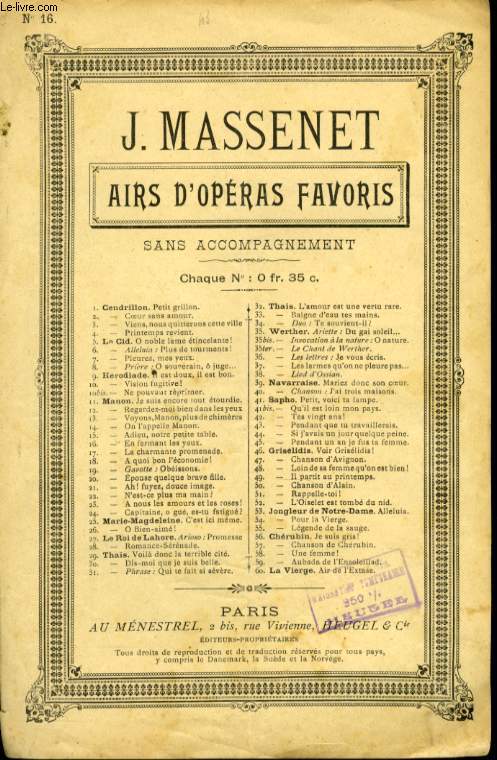 Le-livre.com
N° 16.
J. MASSENET
AIRS D'OPÉRAS FAVORIS
SANS ACCOMPAGNEMENT
Chaque N° : 0 fr. 35 c.
1. Cendrillon. Petit grillon.
2. — Cœur sans amour.
3. — Viens, nous quitterons cette ville
4. — Printemps revient.
5. Le Cid. O noble lame étincelante!
6. — Alleluia : Plus de tourments!
7. — Pleurez, mes yeux.
8. — Prière : O souverain, ô juge...
9. Hérodiade. Il est doux, il est bon.
10. — Vision fugitive!
10bis. — Ne pouvant réprimer.
11. Manon. Je suis encore tout étourdie.
12. — Regardez-moi bien dans les yeux
13. — Voyons, Manon, plus de chimères
14. — On l'appelle Manon.
15. — Adieu, notre petite table.
16. — En fermant les yeux.
17. — La charmante promenade.
18. — A quoi bon l'économie!
19. — Gavotte : Obéissons.
20. — Epouse quelque brave fille.
21. — Ah! fuyez, douce image.
22. — N'est-ce plus ma main?
23. — A nous les amours et les roses!
24. — Capitaine, ô gué, es-tu fatigué?
25. Marie-Magdeleine. C'est ici même.
26. — O Bien-aimé!
27. Le Roi de Lahore. Arioso : Promesse
28. — Romance-Sérénade.
29. Thaïs. Voilà donc la terrible cité.
30. — Dis-moi que je suis belle.
31. — Phrase : Qui te fait si sévère.
32. Thaïs. L'amour est une vertu rare.
33. — Baigne d'eau tes mains.
34. — Duo : Te souvient-il!
35. Werther. Ariette : Du gai soleil...
35bis. — Invocation à la nature : O nature.
35ter. — Le Chant de Werther.
36. — Les lettres : Je vous écris.
37. — Les larmes qu'on ne pleure pas...
38. — Lied d'Ossian.
39. Navarraise. Mariez donc son cœur.
40. — Chanson : J'ai trois maisons.
41. Sapho. Petit, voici ta lampe.
41bis. — Qu'il est loin mon pays.
42. — T'as vingt ans!
43. — Pendant que tu travaillerais.
44. — Si j'avais un jour quelque peine.
45. — Pendant un an je fus ta femme.
46. Grisélidis. Voir Grisélidis!
47. — Chanson d'Avignon.
48. — Loin de sa femme qu'on est bien!
49. — Il partit au printemps.
50. — Chanson d'Alain.
51. — Rappelle-toi!
52. — L'Oiselet est tombé du nid.
53. Jongleur de Notre-Dame. Alleluia.
54. — Pour la Vierge.
55. — Légende de la sauge.
56. Chérubin. Je suis gris!
57. — Chanson de Chérubin.
58. — Une femme!
59. — Aubade de l'Ensoleillad.
60. La Vierge. Air de l'Extase.
TEMPORAIRE
250 %
HEUGEL
PARIS
AU MÉNESTREL, 2 bis, rue Vivienne, HEUGEL & Cie
ÉDITEURS-PROPRIÉTAIRES
Tous droits de reproduction et de traduction réservés pour tous pays,
y compris le Danemark, la Suède et la Norvège.